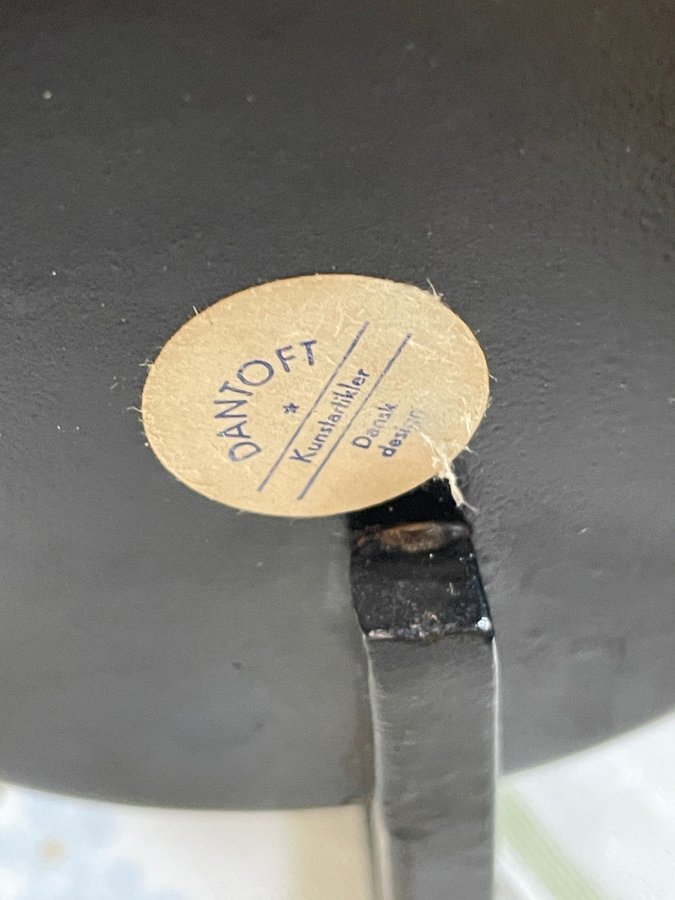 DANTOFT
Kunstartikler
Dansk
design